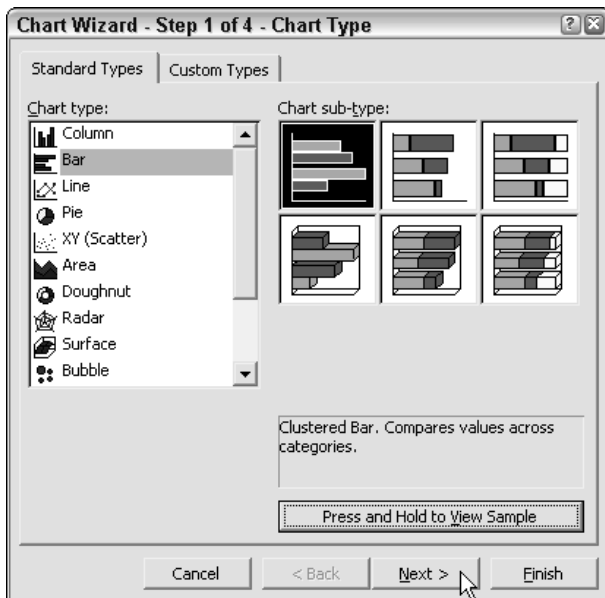 Chart Wizard - Step 1 of 4 - Chart Type
Standard Types
Custom Types
Chart type:
Column
Bar
Line
Pie
XY (Scatter)
Area
Doughnut
Radar
Surface
Bubble
Chart sub-type:
Clustered Bar. Compares values across
categories.
Press and Hold to View Sample
Cancel
< Back
Next >
Finish